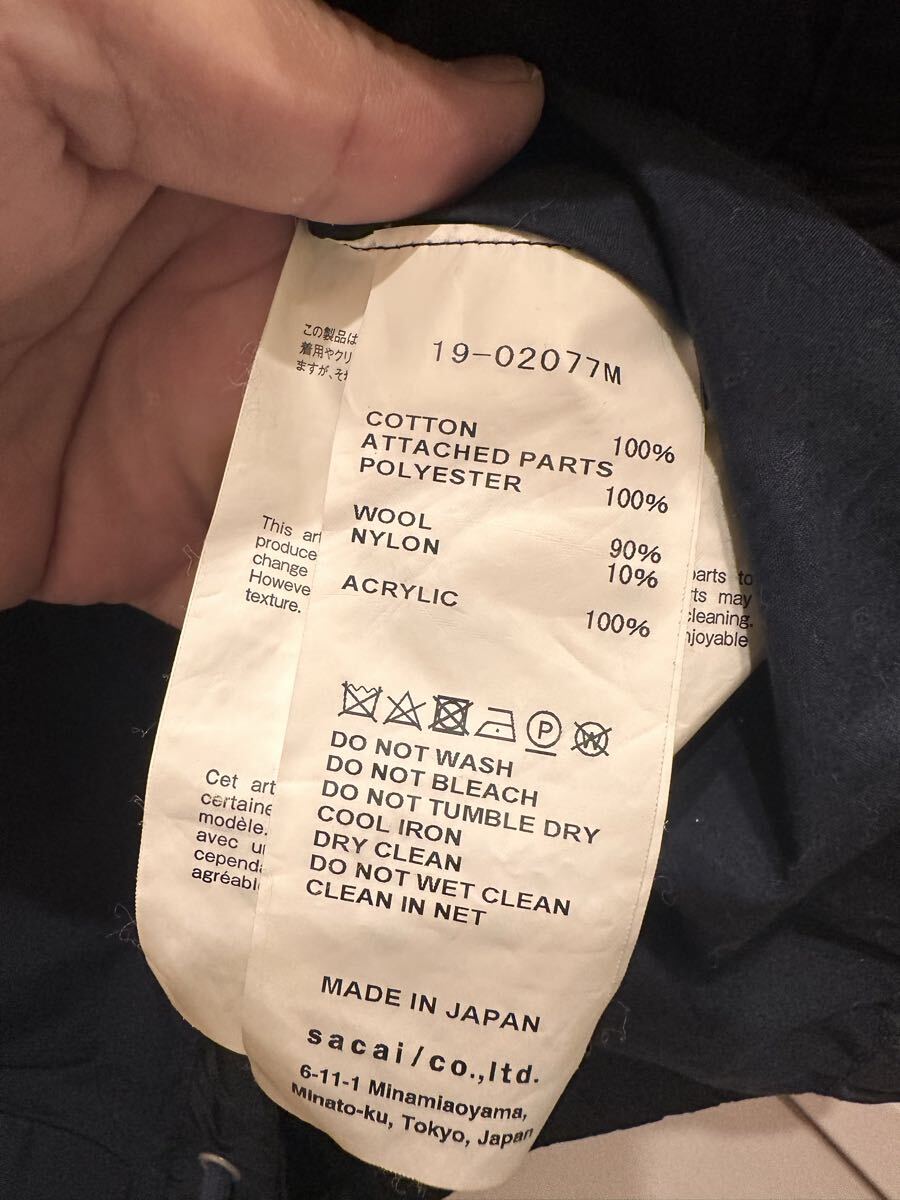 19-02077M
COTTON 100%
ATTACHED PARTS
POLYESTER 100%
WOOL 90%
NYLON 10%
ACRYLIC 100%
P
W
DO NOT WASH
DO NOT BLEACH
DO NOT TUMBLE DRY
COOL IRON
DRY CLEAN
DO NOT WET CLEAN
CLEAN IN NET
MADE IN JAPAN
sacai/co.,ltd.
6-11-1 Minamiaoyama,
Minato-ku, Tokyo, Japan
この製品は
着用やクリ
ますが、それ
This art
produce
change
Howeve
texture.
parts to
rts may
cleaning.
njoyable
Cet art
certaine
modèle.
avec un
cependa
agréabl